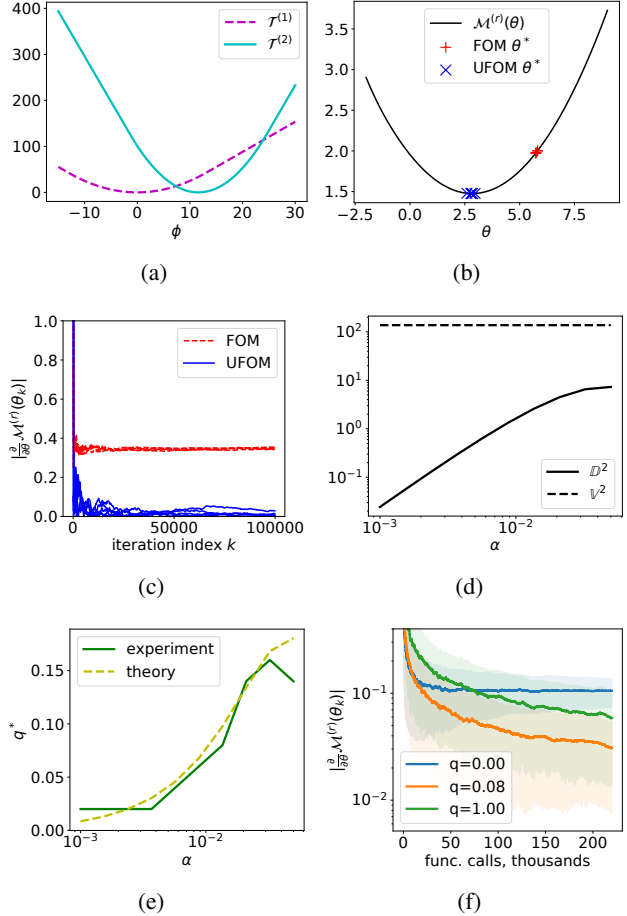 400
300
200
100
0
−10 0 10 20 30
ϕ
𝒯⁽¹⁾
𝒯⁽²⁾
(a)
4.0
3.5
3.0
2.5
2.0
1.5
−2.5 0.0 2.5 5.0 7.5
θ
ℳ⁽ʳ⁾(θ)
FOM θ*
UFOM θ*
(b)
1.0
0.8
0.6
0.4
0.2
0.0
0 50000 100000
iteration index k
|∂/∂θ ℳ⁽ʳ⁾(θₖ)|
FOM
UFOM
(c)
10²
10¹
10⁰
10⁻¹
10⁻³ 10⁻²
α
𝔻²
𝕍²
(d)
0.15
0.10
0.05
0.00
10⁻³ 10⁻²
α
q*
experiment
theory
(e)
10⁻¹
10⁻²
0 50 100 150 200
func. calls, thousands
|∂/∂θ ℳ⁽ʳ⁾(θₖ)|
q=0.00
q=0.08
q=1.00
(f)